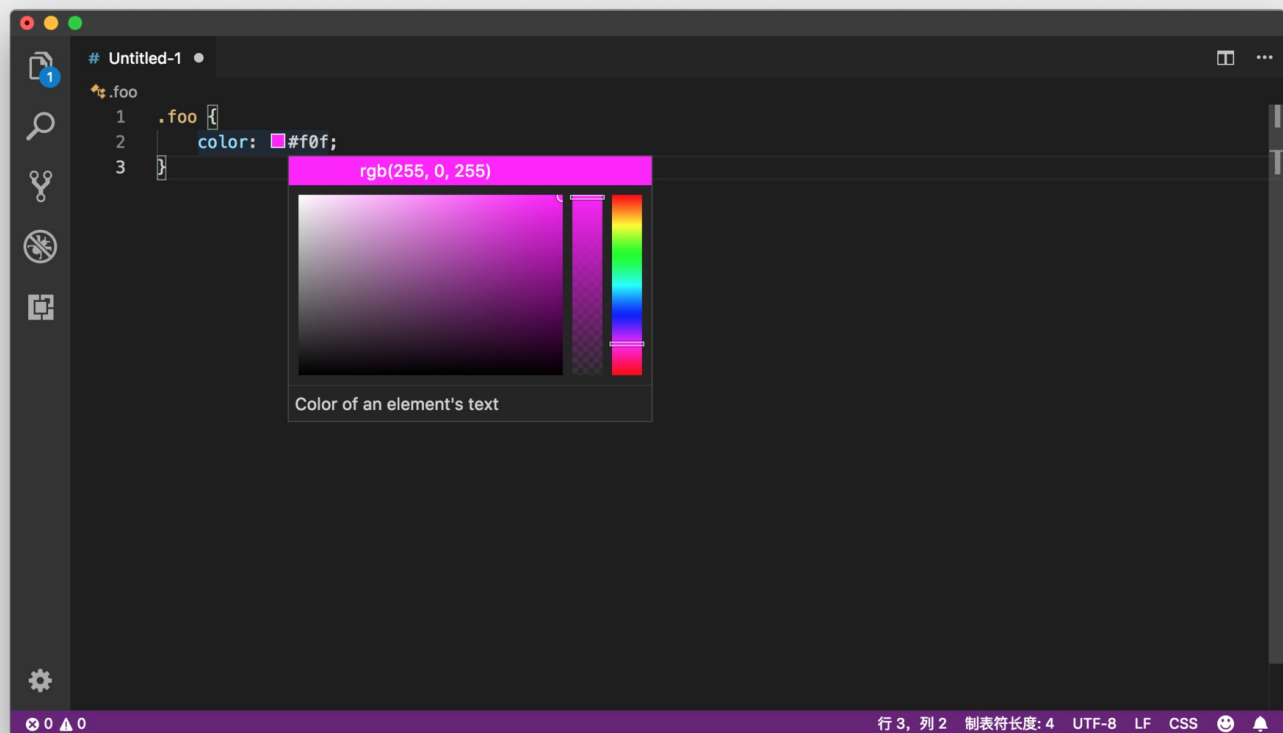 # Untitled-1
1
.foo
1 .foo {
2 color: #f0f;
3 }
rgb(255, 0, 255)
Color of an element's text
0 0
行 3，列 2 制表符长度: 4 UTF-8 LF CSS